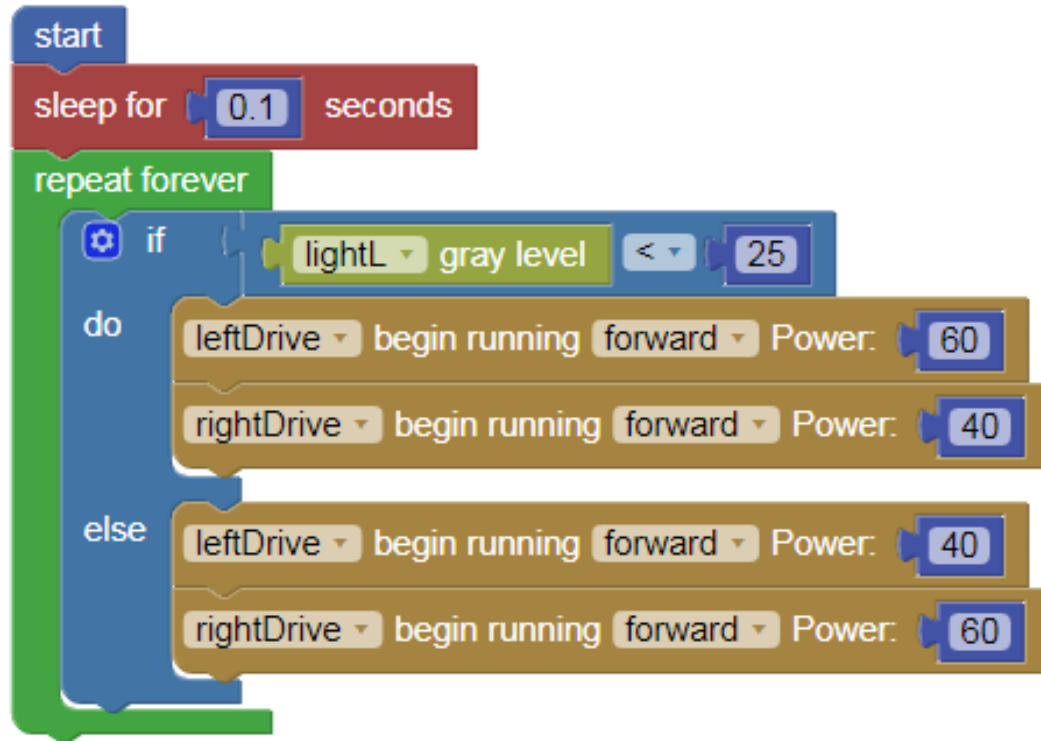 start
sleep for 0.1 seconds
repeat forever
if lightL gray level < 25
do leftDrive begin running forward Power: 60
rightDrive begin running forward Power: 40
else leftDrive begin running forward Power: 40
rightDrive begin running forward Power: 60